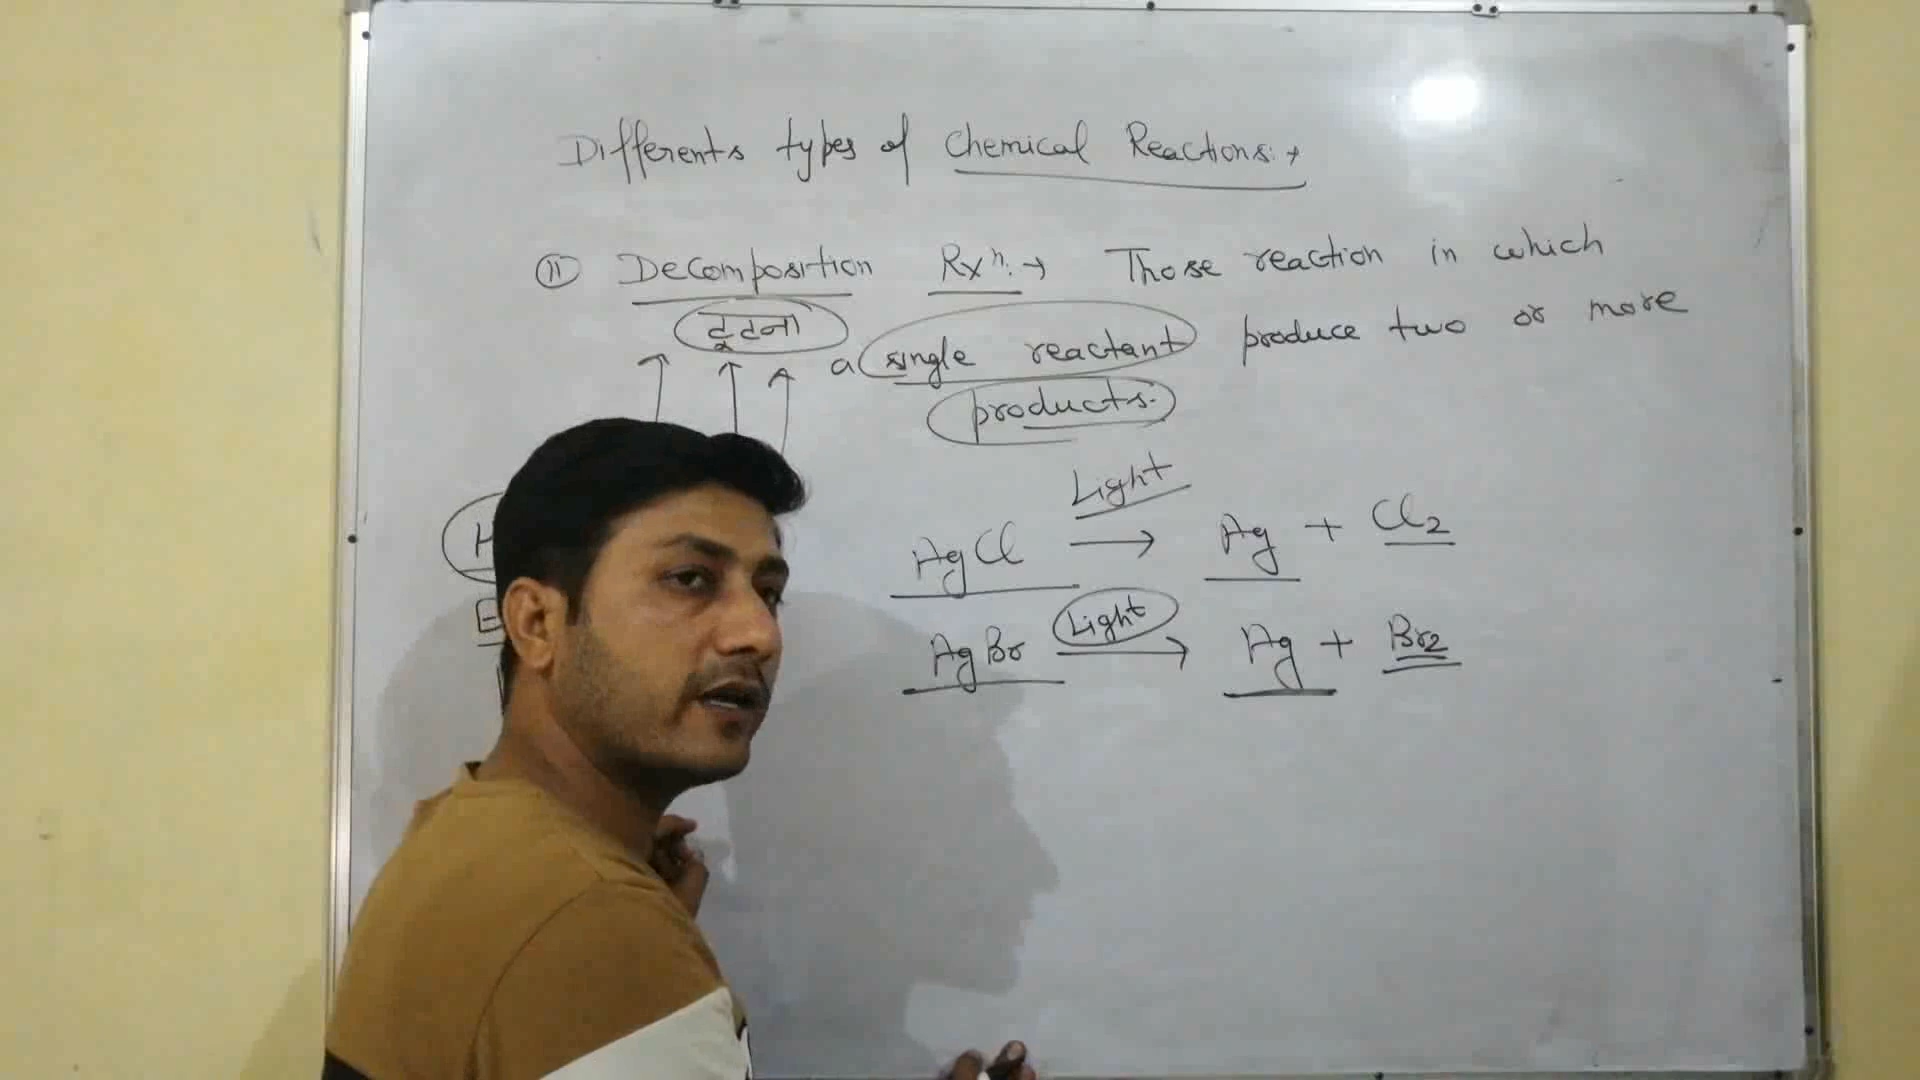 Differents types of Chemical Reactions:→
(II) Decomposition Rxn:→ Those reaction in which
टूटना a single reactant produce two or more
products.
Light
AgCl → Ag + Cl2
Light
AgBr → Ag + Br2
H
E